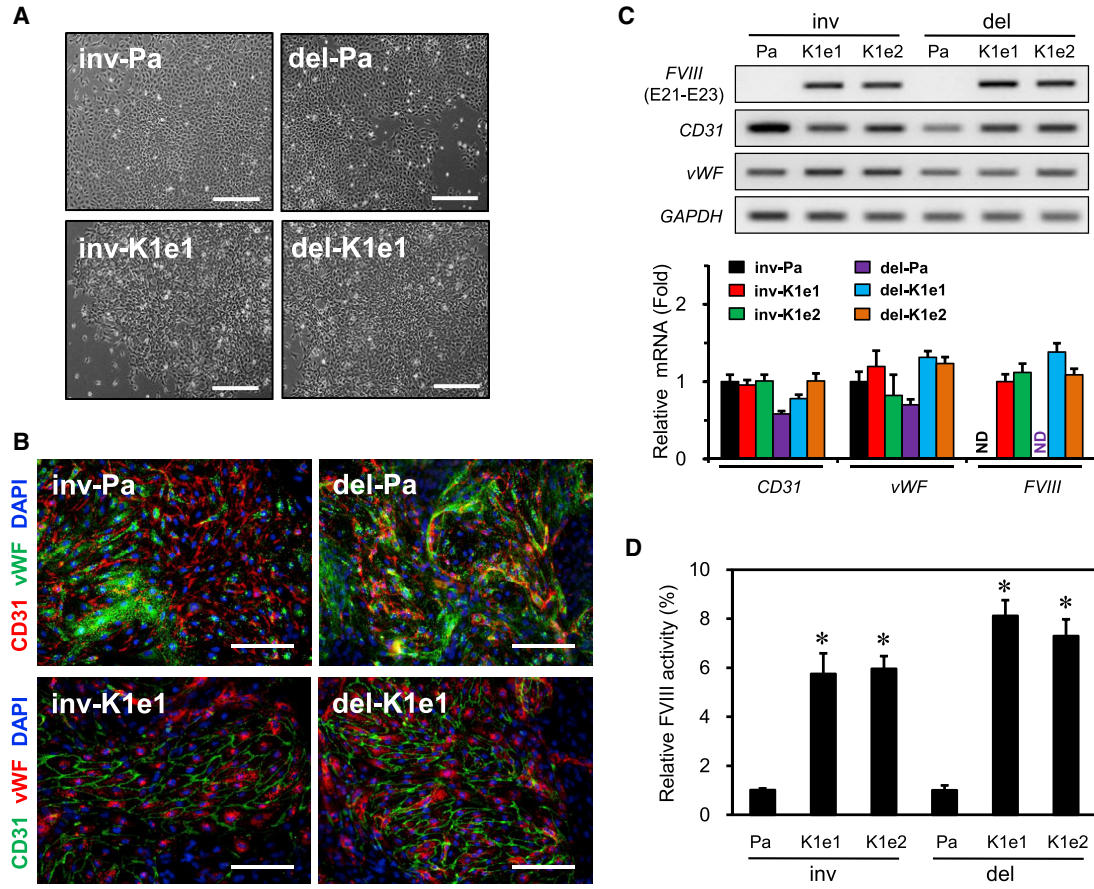 A
inv-Pa
del-Pa
inv-K1e1
del-K1e1
B
CD31 vWF DAPI
inv-Pa
del-Pa
CD31 vWF DAPI
inv-K1e1
del-K1e1
C
inv
del
Pa K1e1 K1e2 Pa K1e1 K1e2
FVIII
(E21-E23)
CD31
vWF
GAPDH
Relative mRNA (Fold)
2
1
0
inv-Pa
inv-K1e1
inv-K1e2
del-Pa
del-K1e1
del-K1e2
ND
ND
CD31
vWF
FVIII
D
Relative FVIII activity (%)
10
8
6
4
2
0
* * * *
Pa K1e1 K1e2 Pa K1e1 K1e2
inv
del